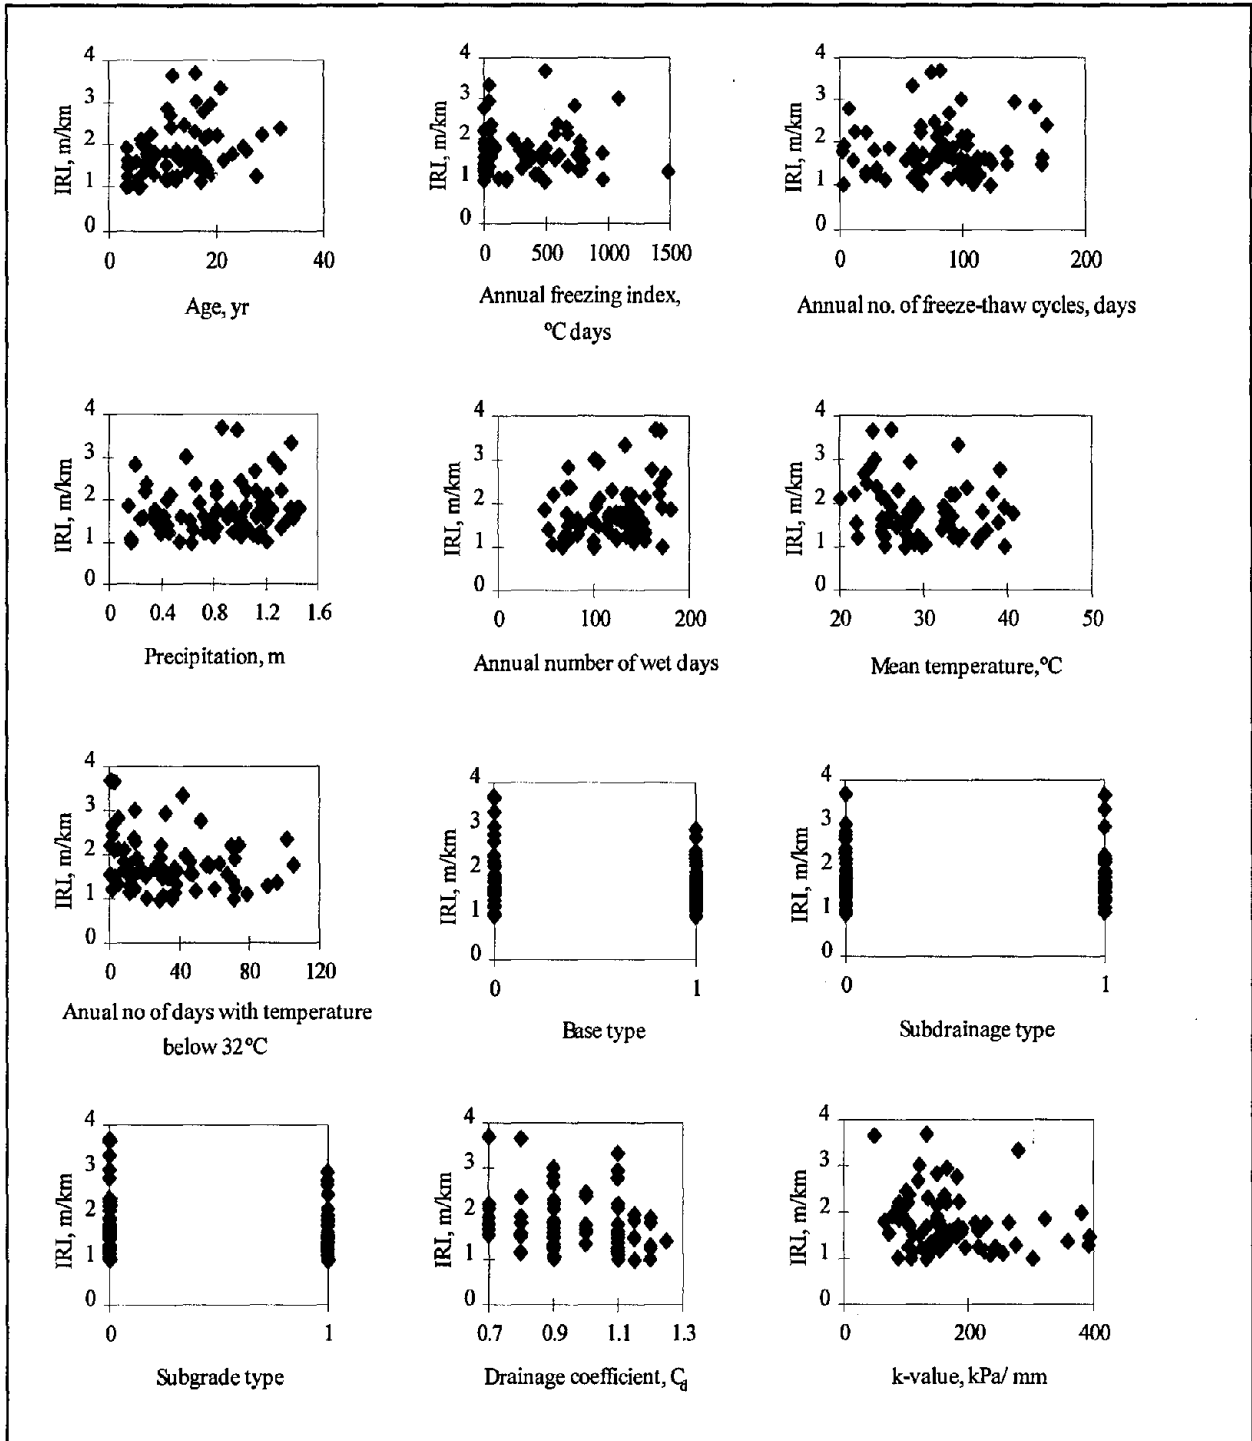 4
3
2
1
0
IRI, m/km
0 20 40
Age, yr
4
3
2
1
0
IRI, m/km
0 500 1000 1500
Annual freezing index,
°C days
4
3
2
1
0
IRI, m/km
0 100 200
Annual no. of freeze-thaw cycles, days
4
3
2
1
0
IRI, m/km
0 0.4 0.8 1.2 1.6
Precipitation, m
4
3
2
1
0
IRI, m/km
0 100 200
Annual number of wet days
4
3
2
1
0
IRI, m/km
20 30 40 50
Mean temperature,°C
4
3
2
1
0
IRI, m/km
0 40 80 120
Anual no of days with temperature
below 32°C
4
3
2
1
0
IRI, m/km
0 1
Base type
4
3
2
1
0
IRI, m/km
0 1
Subdrainage type
4
3
2
1
0
IRI, m/km
0 1
Subgrade type
4
3
2
1
0
IRI, m/km
0.7 0.9 1.1 1.3
Drainage coefficient, Cd
4
3
2
1
0
IRI, m/km
0 200 400
k-value, kPa/ mm